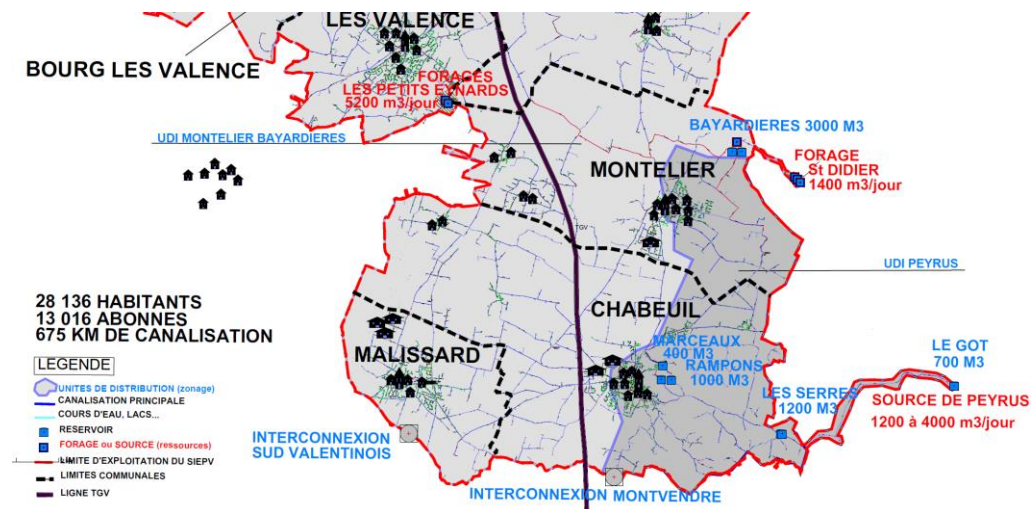 LES VALENCE
BOURG LES VALENCE
FORAGES
LES PETITS EYNARDS
5200 m3/jour
UDI MONTELIER BAYARDIERES
BAYARDIERES 3000 M3
MONTELIER
FORAGE
St DIDIER
1400 m3/jour
TGV
UDI PEYRUS
28 136 HABITANTS
13 016 ABONNES
675 KM DE CANALISATION
CHABEUIL
MALISSARD
MARCEAUX
400 M3
RAMPONS
1000 M3
LE GOT
700 M3
LES SERRES
1200 M3
SOURCE DE PEYRUS
1200 à 4000 m3/jour
INTERCONNEXION
SUD VALENTINOIS
INTERCONNEXION MONTVENDRE
LEGENDE
UNITES DE DISTRIBUTION (zonage)
CANALISATION PRINCIPALE
COURS D'EAU, LACS...
RESERVOIR
FORAGE ou SOURCE (ressources)
LIMITE D'EXPLOITATION DU SIEPV
LIMITES COMMUNALES
LIGNE TGV